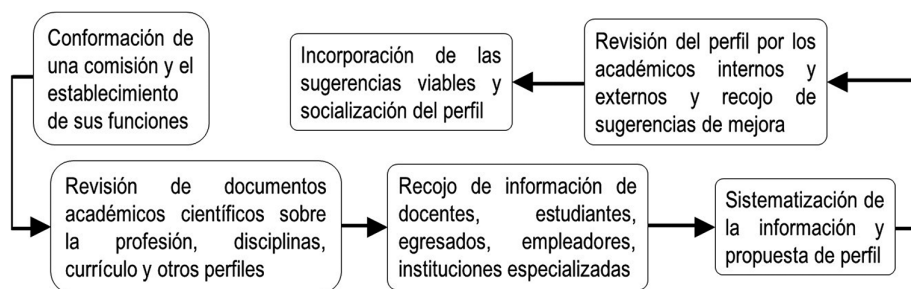 Conformación de
una comisión y el
establecimiento
de sus funciones
Incorporación de las
sugerencias viables y
socialización del perfil
Revisión del perfil por los
académicos internos y
externos y recojo de
sugerencias de mejora
Revisión de documentos
académicos científicos sobre
la profesión, disciplinas,
currículo y otros perfiles
Recojo de información de
docentes, estudiantes,
egresados, empleadores,
instituciones especializadas
Sistematización de
la información y
propuesta de perfil